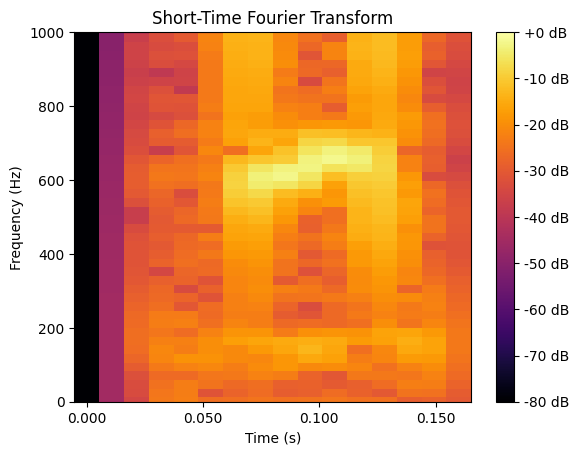 Short-Time Fourier Transform
1000
800
600
400
200
0
Frequency (Hz)
0.000
0.050
0.100
0.150
Time (s)
+0 dB
-10 dB
-20 dB
-30 dB
-40 dB
-50 dB
-60 dB
-70 dB
-80 dB